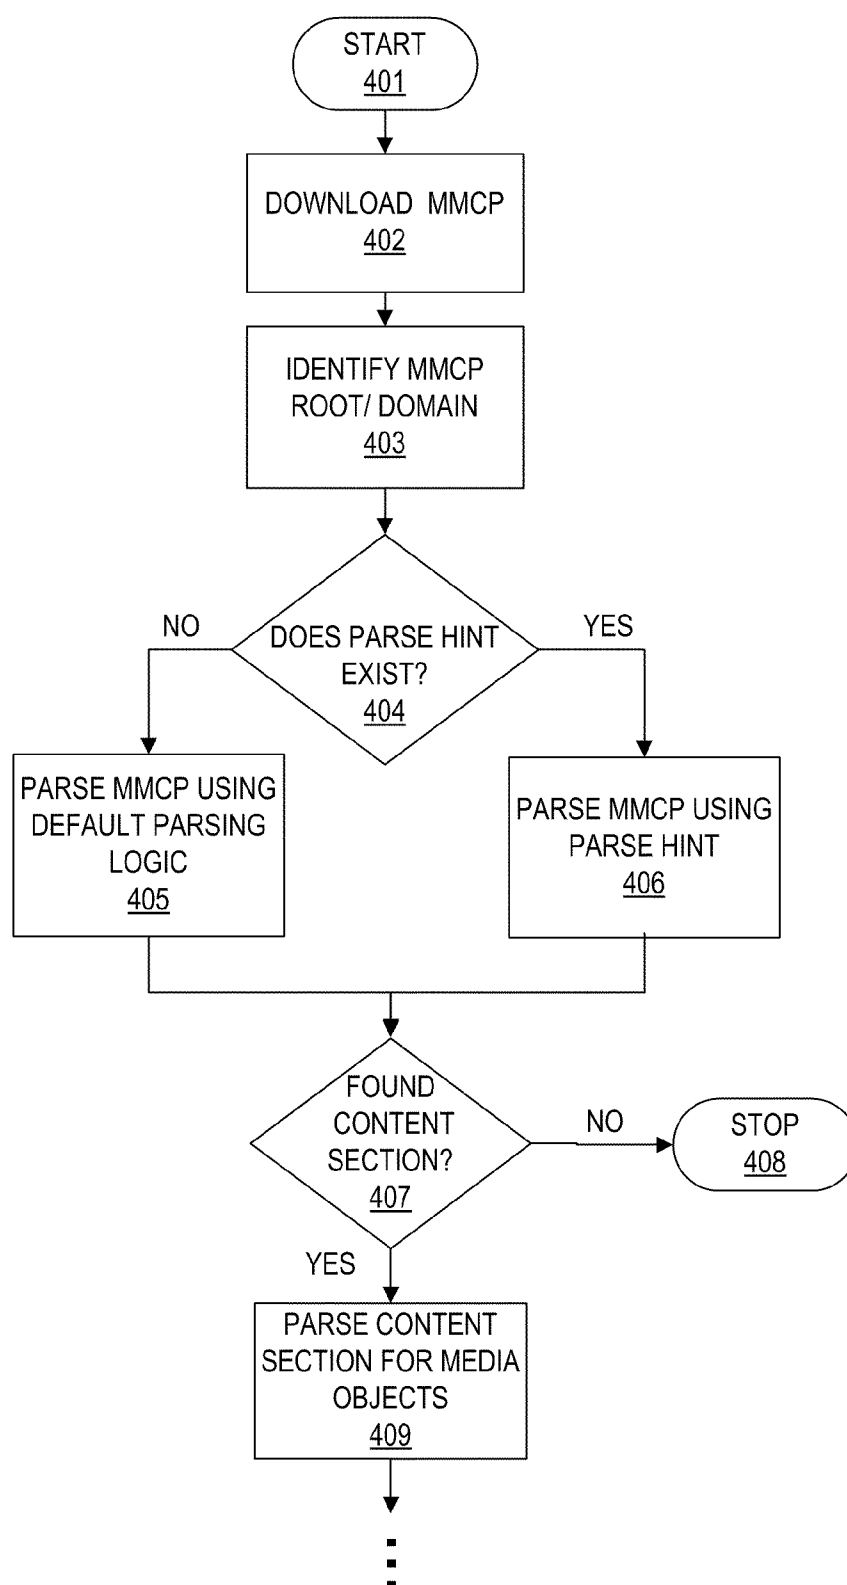 START
401
DOWNLOAD MMCP
402
IDENTIFY MMCP
ROOT/ DOMAIN
403
NO
YES
DOES PARSE HINT
EXIST?
404
PARSE MMCP USING
DEFAULT PARSING
LOGIC
405
PARSE MMCP USING
PARSE HINT
406
FOUND
CONTENT
SECTION?
407
NO
STOP
408
YES
PARSE CONTENT
SECTION FOR MEDIA
OBJECTS
409